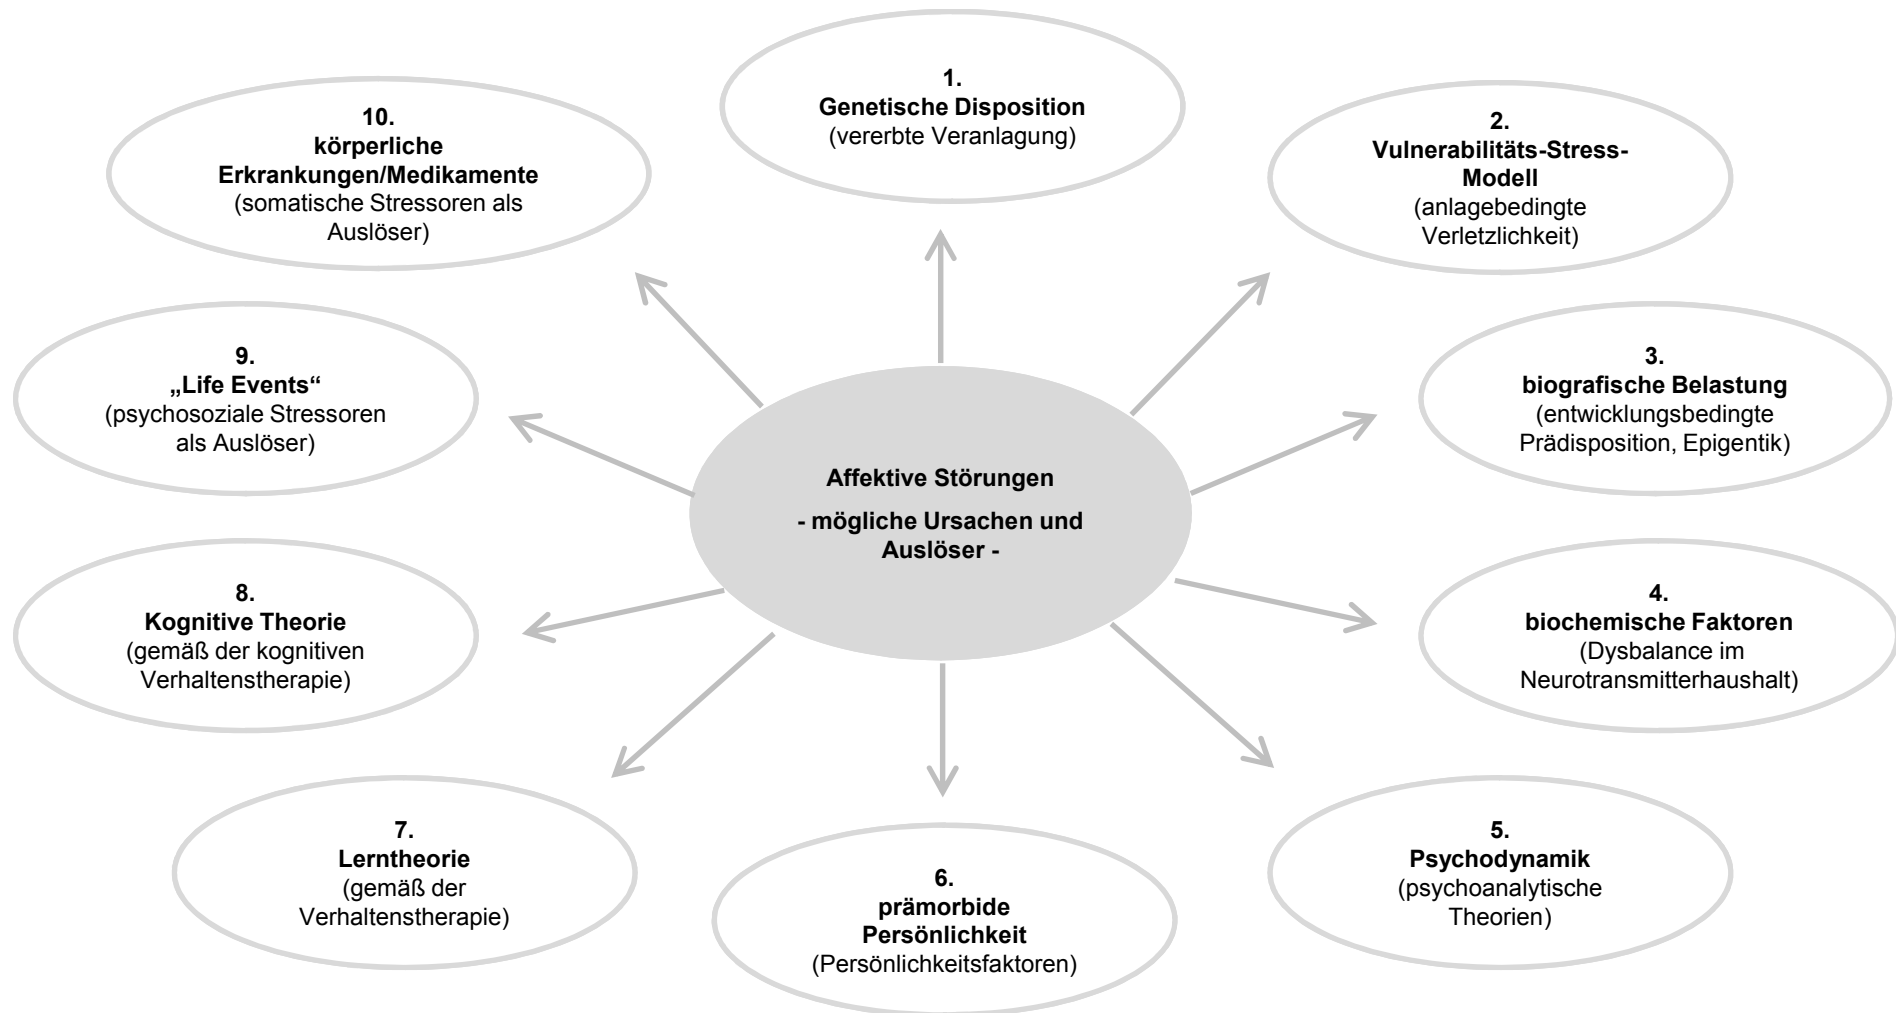 1.
Genetische Disposition
(vererbte Veranlagung)
2.
Vulnerabilitäts-Stress-
Modell
(anlagebedingte
Verletzlichkeit)
3.
biografische Belastung
(entwicklungsbedingte
Prädisposition, Epigentik)
4.
biochemische Faktoren
(Dysbalance im
Neurotransmitterhaushalt)
5.
Psychodynamik
(psychoanalytische
Theorien)
6.
prämorbide
Persönlichkeit
(Persönlichkeitsfaktoren)
7.
Lerntheorie
(gemäß der
Verhaltenstherapie)
8.
Kognitive Theorie
(gemäß der kognitiven
Verhaltenstherapie)
9.
„Life Events“
(psychosoziale Stressoren
als Auslöser)
10.
körperliche
Erkrankungen/Medikamente
(somatische Stressoren als
Auslöser)
Affektive Störungen
- mögliche Ursachen und
Auslöser -